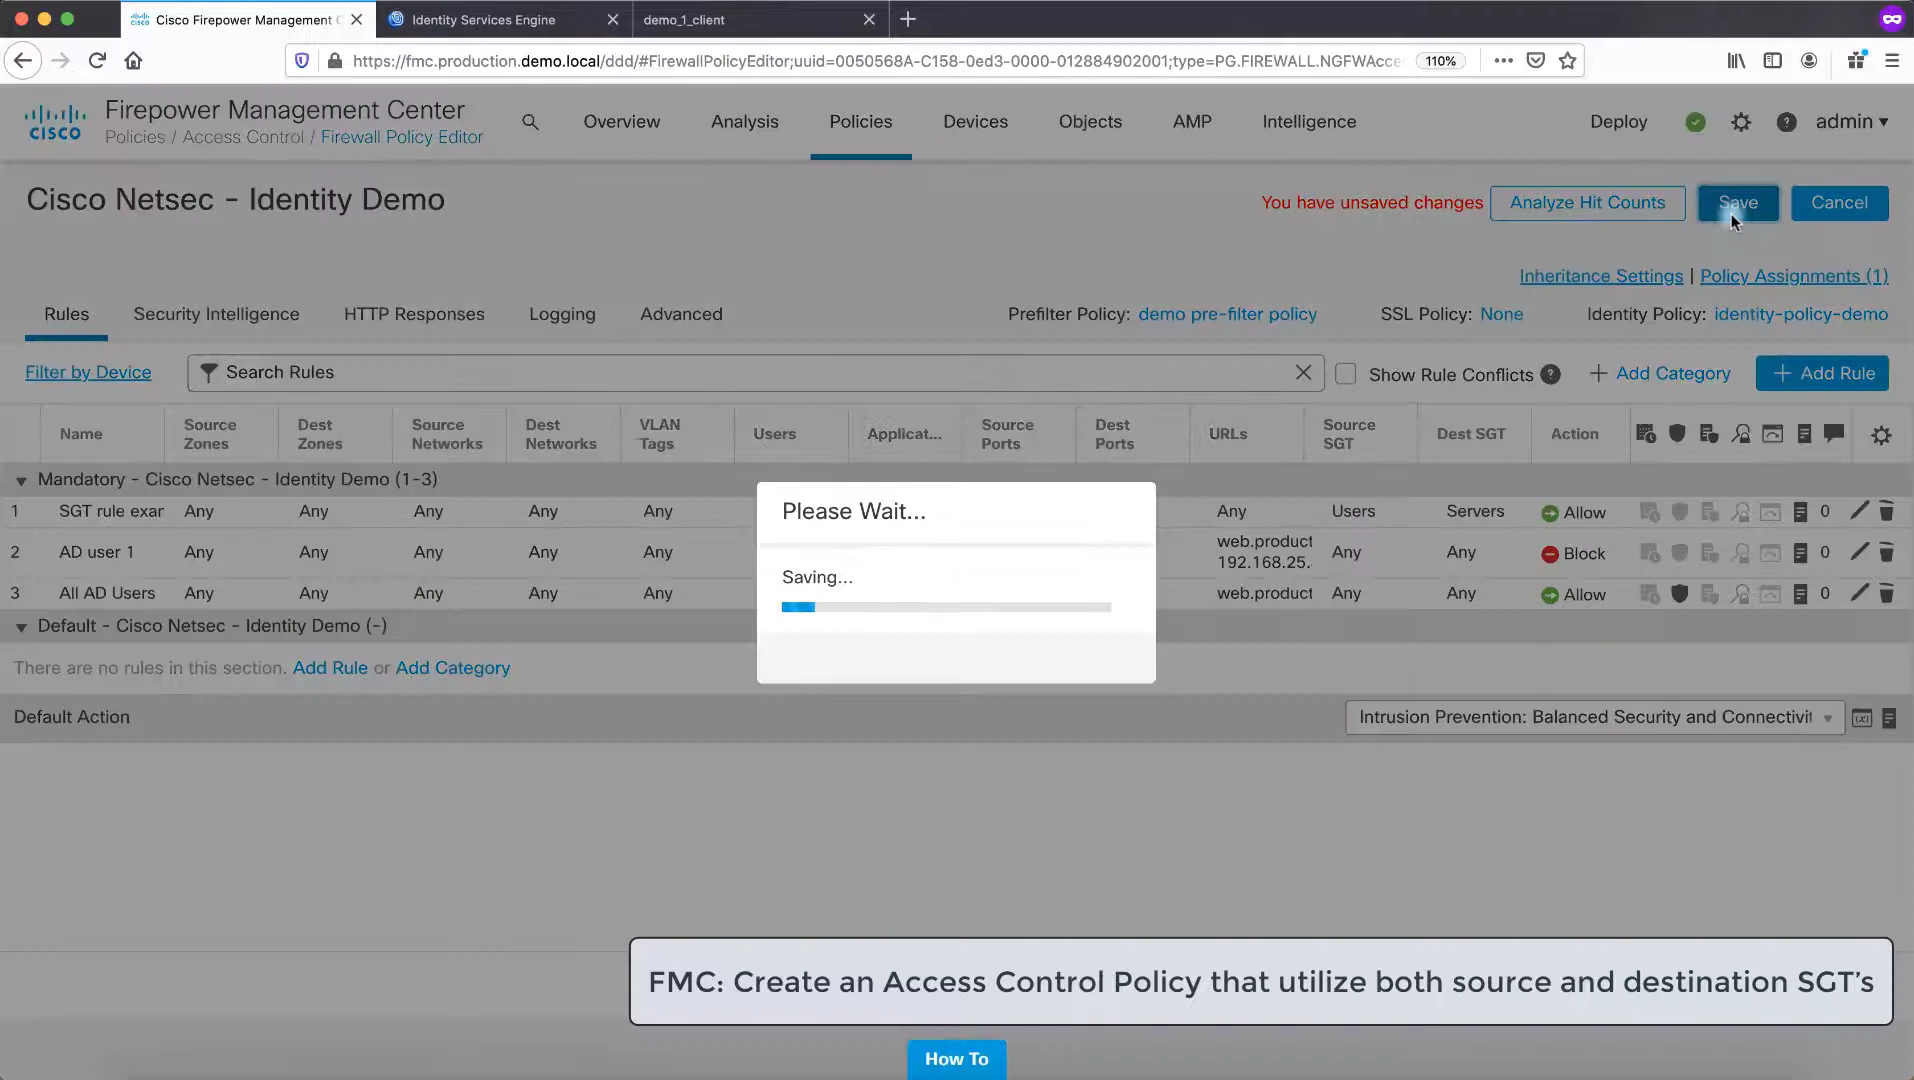 Cisco Firepower Management C
Identity Services Engine
demo_1_client
https://fmc.production.demo.local/ddd/#FirewallPolicyEditor;uuid=0050568A-C158-0ed3-0000-012884902001;type=PG.FIREWALL.NGFWAcce
110%
CISCO
Firepower Management Center
Policies / Access Control / Firewall Policy Editor
Overview Analysis Policies Devices Objects AMP Intelligence Deploy admin
Cisco Netsec - Identity Demo
You have unsaved changes Analyze Hit Counts Save Cancel
Inheritance Settings | Policy Assignments (1)
Rules Security Intelligence HTTP Responses Logging Advanced
Prefilter Policy: demo pre-filter policy SSL Policy: None Identity Policy: identity-policy-demo
Filter by Device Search Rules Show Rule Conflicts + Add Category + Add Rule
Name Source Zones Dest Zones Source Networks Dest Networks VLAN Tags Users Applicat... Source Ports Dest Ports URLs Source SGT Dest SGT Action
Mandatory - Cisco Netsec - Identity Demo (1-3)
1 SGT rule exar Any Any Any Any Any Any Users Servers Allow 0
2 AD user 1 Any Any Any Any Any web.product 192.168.25. Any Any Block 0
3 All AD Users Any Any Any Any Any web.product Any Any Allow 0
Default - Cisco Netsec - Identity Demo (-)
There are no rules in this section. Add Rule or Add Category
Default Action Intrusion Prevention: Balanced Security and Connectivit
Please Wait...
Saving...
FMC: Create an Access Control Policy that utilize both source and destination SGT's
How To